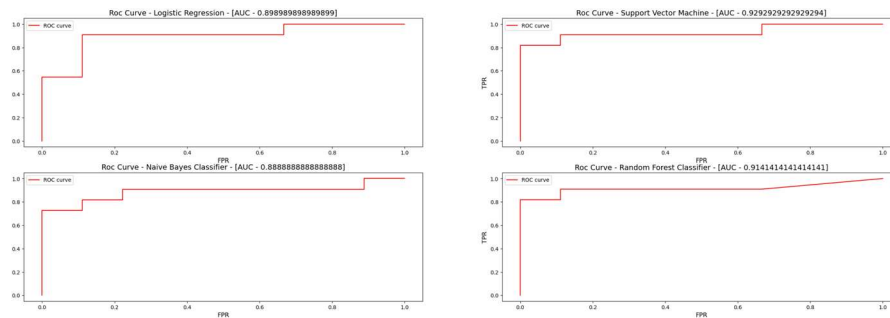 Roc Curve - Logistic Regression - [AUC - 0.898989898989899]
ROC curve
1.0
0.8
0.6
0.4
0.2
0.0
0.0 0.2 0.4 0.6 0.8 1.0
FPR
Roc Curve - Support Vector Machine - [AUC - 0.9292929292929294]
ROC curve
TPR
1.0
0.8
0.6
0.4
0.2
0.0
0.0 0.2 0.4 0.6 0.8 1.0
FPR
Roc Curve - Naive Bayes Classifier - [AUC - 0.8888888888888888]
ROC curve
1.0
0.8
0.6
0.4
0.2
0.0
0.0 0.2 0.4 0.6 0.8 1.0
FPR
Roc Curve - Random Forest Classifier - [AUC - 0.9141414141414141]
ROC curve
TPR
1.0
0.8
0.6
0.4
0.2
0.0
0.0 0.2 0.4 0.6 0.8 1.0
FPR